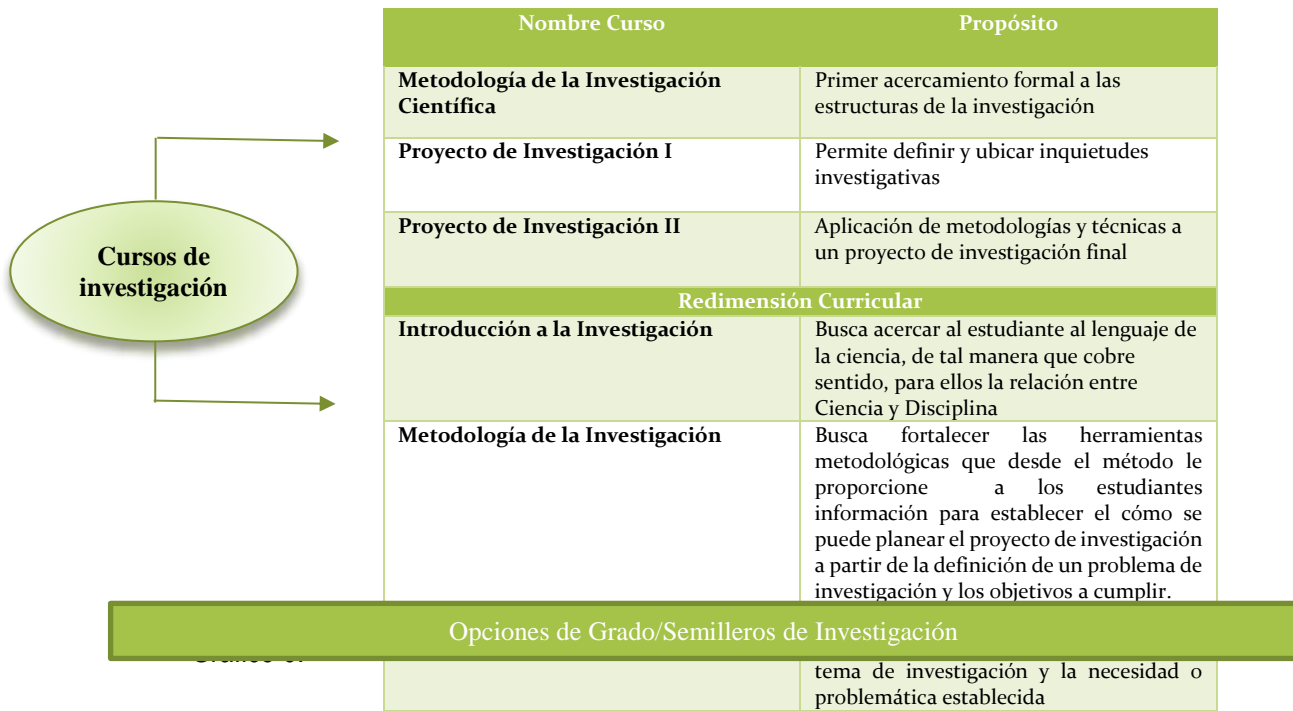 Nombre Curso
Propósito
Metodología de la Investigación
Científica
Primer acercamiento formal a las
estructuras de la investigación
Proyecto de Investigación I
Permite definir y ubicar inquietudes
investigativas
Proyecto de Investigación II
Aplicación de metodologías y técnicas a
un proyecto de investigación final
Cursos de
investigación
Redimensión Curricular
Introducción a la Investigación
Busca acercar al estudiante al lenguaje de
la ciencia, de tal manera que cobre
sentido, para ellos la relación entre
Ciencia y Disciplina
Metodología de la Investigación
Busca fortalecer las herramientas
metodológicas que desde el método le
proporcione a los estudiantes
información para establecer el cómo se
puede planear el proyecto de investigación
a partir de la definición de un problema de
investigación y los objetivos a cumplir.
Opciones de Grado/Semilleros de Investigación
tema de investigación y la necesidad o
problemática establecida